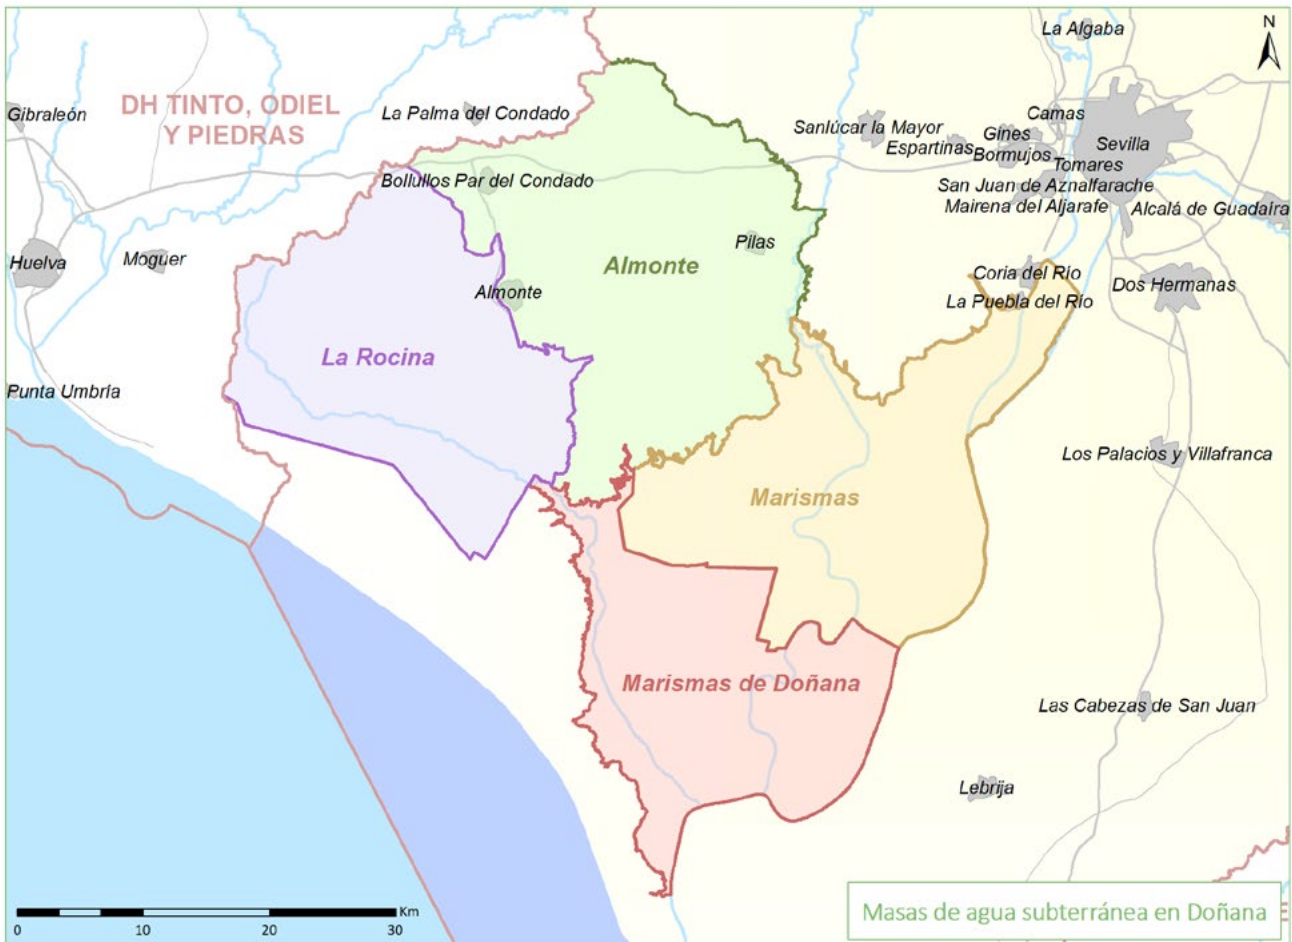 N
La Algaba
Gibraleón
DH TINTO, ODIEL
Y PIEDRAS
La Palma del Condado
Camas
Sanlúcar la Mayor
Gines
Sevilla
Espartinas
Bormujos
Tomares
Bollullos Par del Condado
San Juan de Aznalfarache
Mairena del Aljarafe
Alcalá de Guadaíra
Huelva
Moguer
Pilas
Almonte
Coria del Río
Dos Hermanas
Almonte
La Puebla del Río
La Rocina
Punta Umbría
Los Palacios y Villafranca
Marismas
Marismas de Doñana
Las Cabezas de San Juan
Lebrija
Km
0 10 20 30
Masas de agua subterránea en Doñana